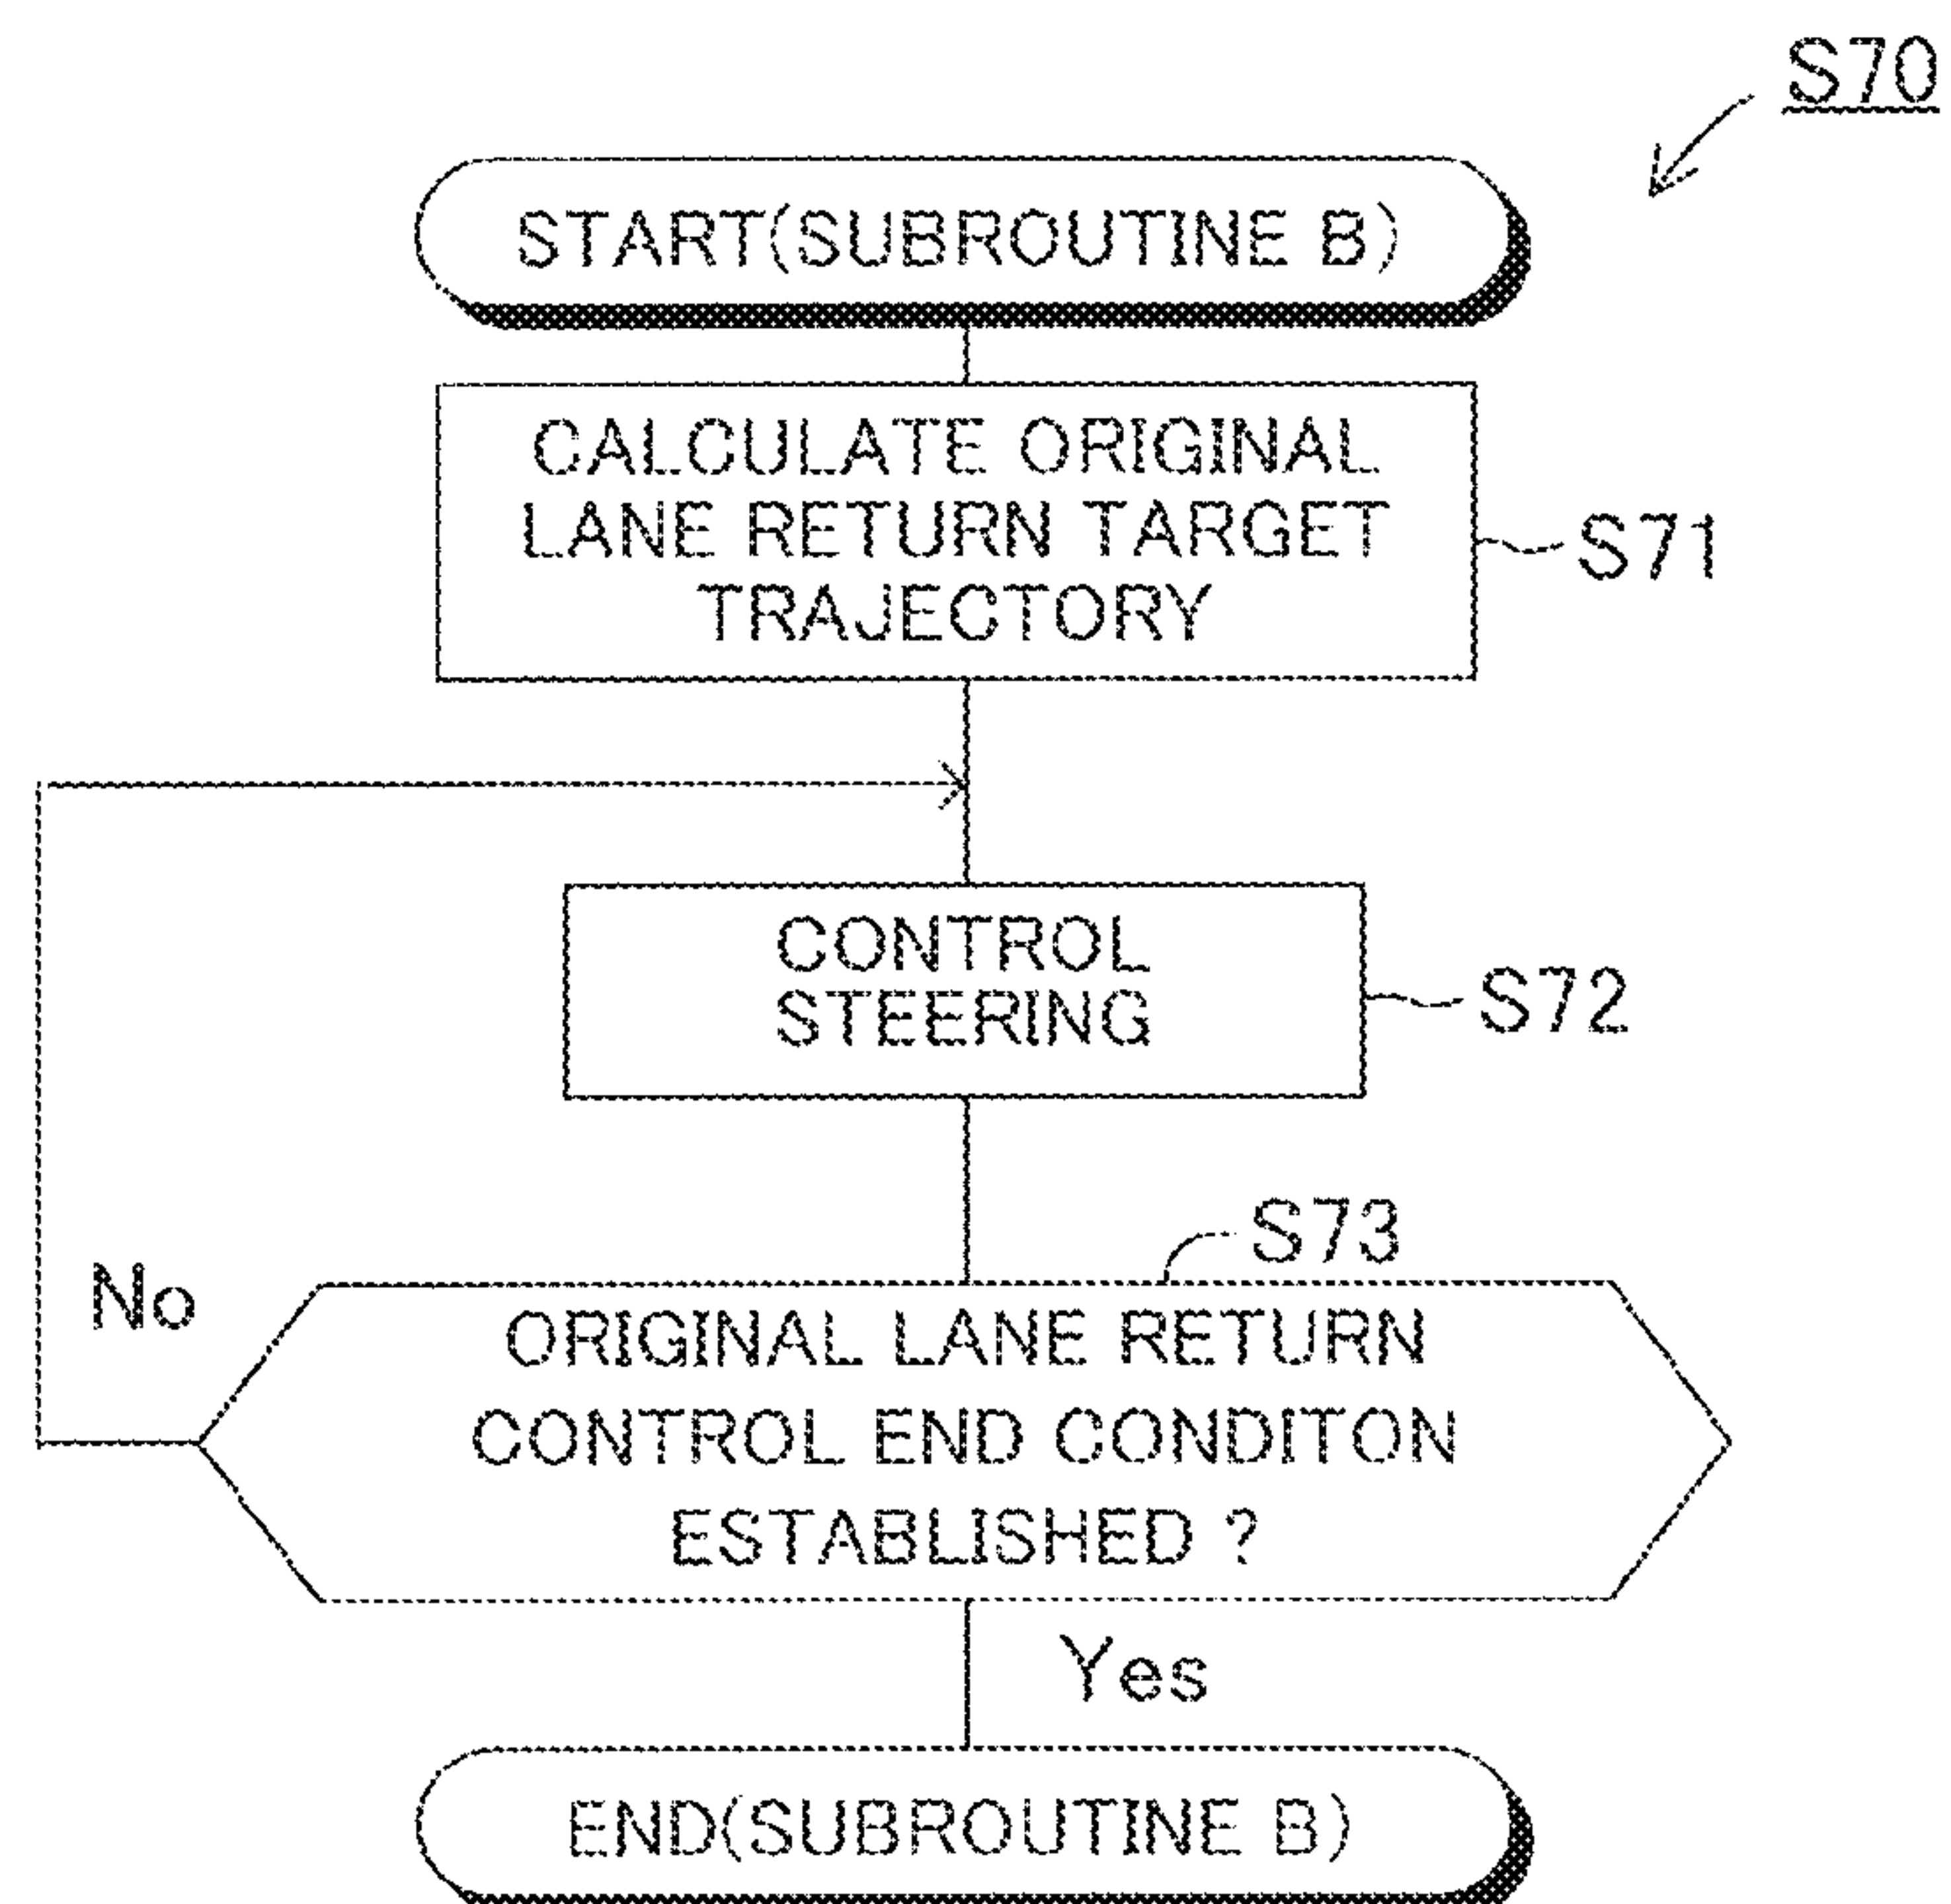 S70
START(SUBROUTINE B)
CALCULATE ORIGINAL
LANE RETURN TARGET
TRAJECTORY
S71
CONTROL
STEERING
S72
S73
No
ORIGINAL LANE RETURN
CONTROL END CONDITON
ESTABLISHED ?
Yes
END(SUBROUTINE B)